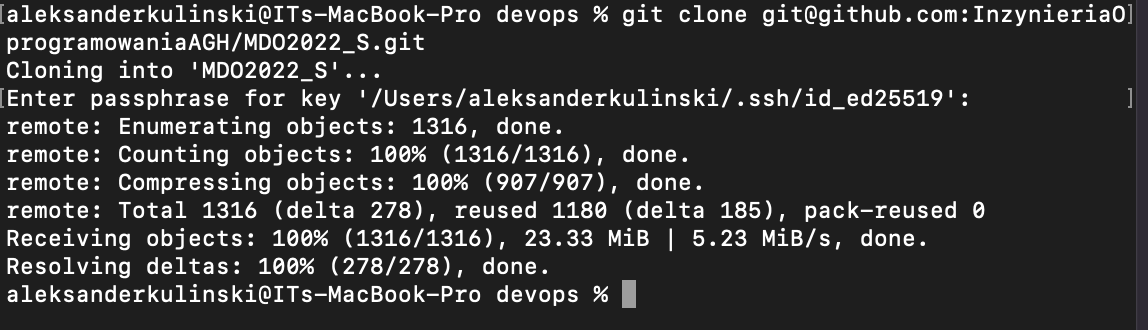 [aleksanderkulinski@ITs-MacBook-Pro devops % git clone git@github.com:InzynieriaO]
programowaniaAGH/MDO2022_S.git
Cloning into 'MDO2022_S'...
[Enter passphrase for key '/Users/aleksanderkulinski/.ssh/id_ed25519': ]
remote: Enumerating objects: 1316, done.
remote: Counting objects: 100% (1316/1316), done.
remote: Compressing objects: 100% (907/907), done.
remote: Total 1316 (delta 278), reused 1180 (delta 185), pack-reused 0
Receiving objects: 100% (1316/1316), 23.33 MiB | 5.23 MiB/s, done.
Resolving deltas: 100% (278/278), done.
aleksanderkulinski@ITs-MacBook-Pro devops %